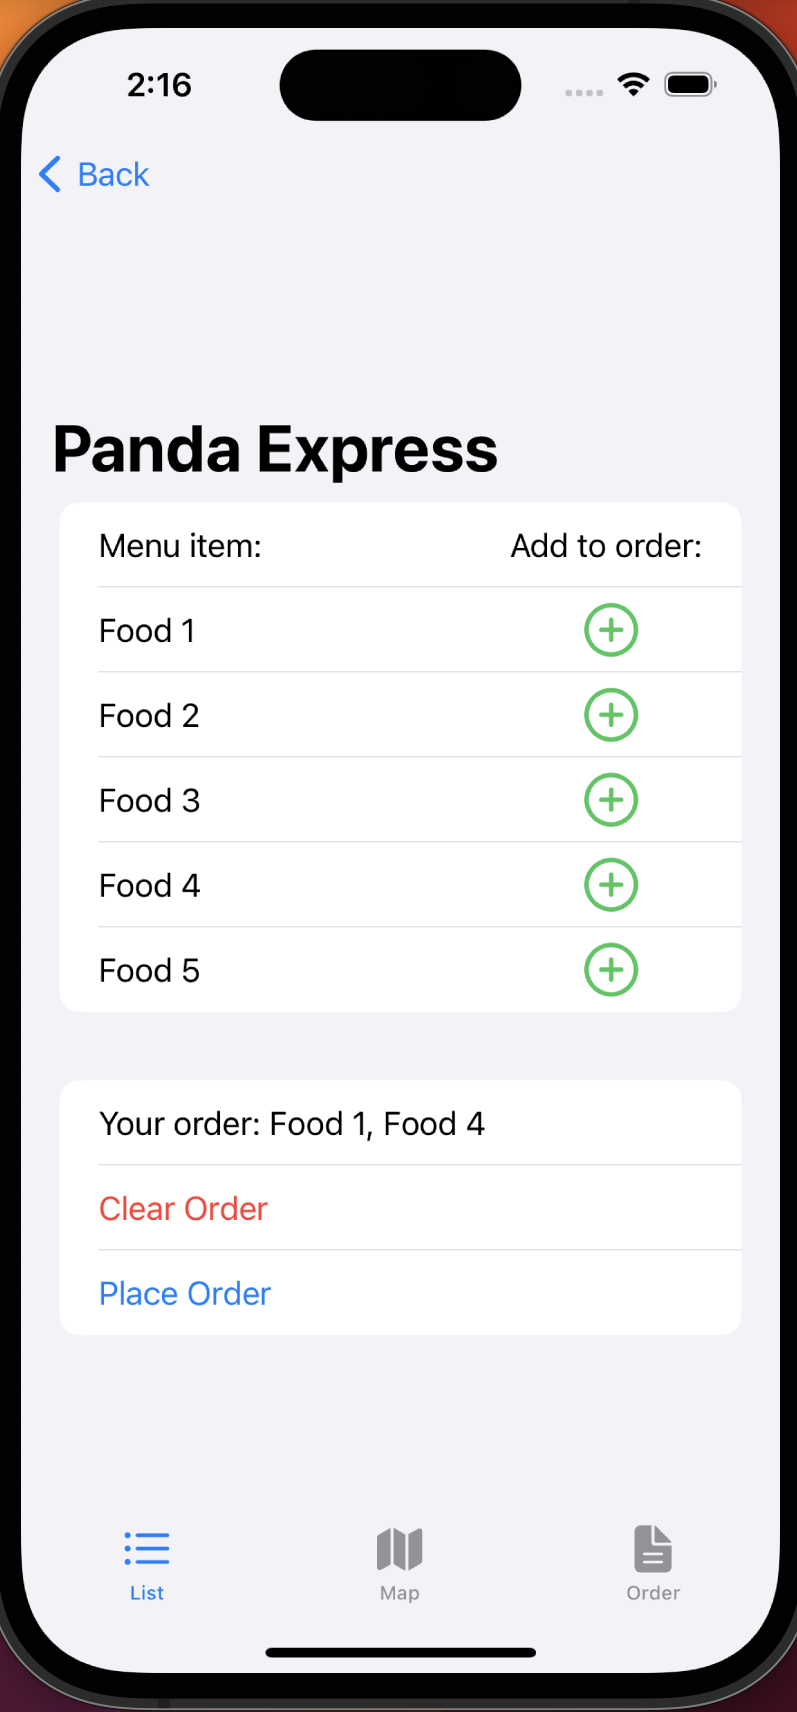 2:16
Back
Panda Express
Menu item: Add to order:
Food 1
Food 2
Food 3
Food 4
Food 5
Your order: Food 1, Food 4
Clear Order
Place Order
List Map Order